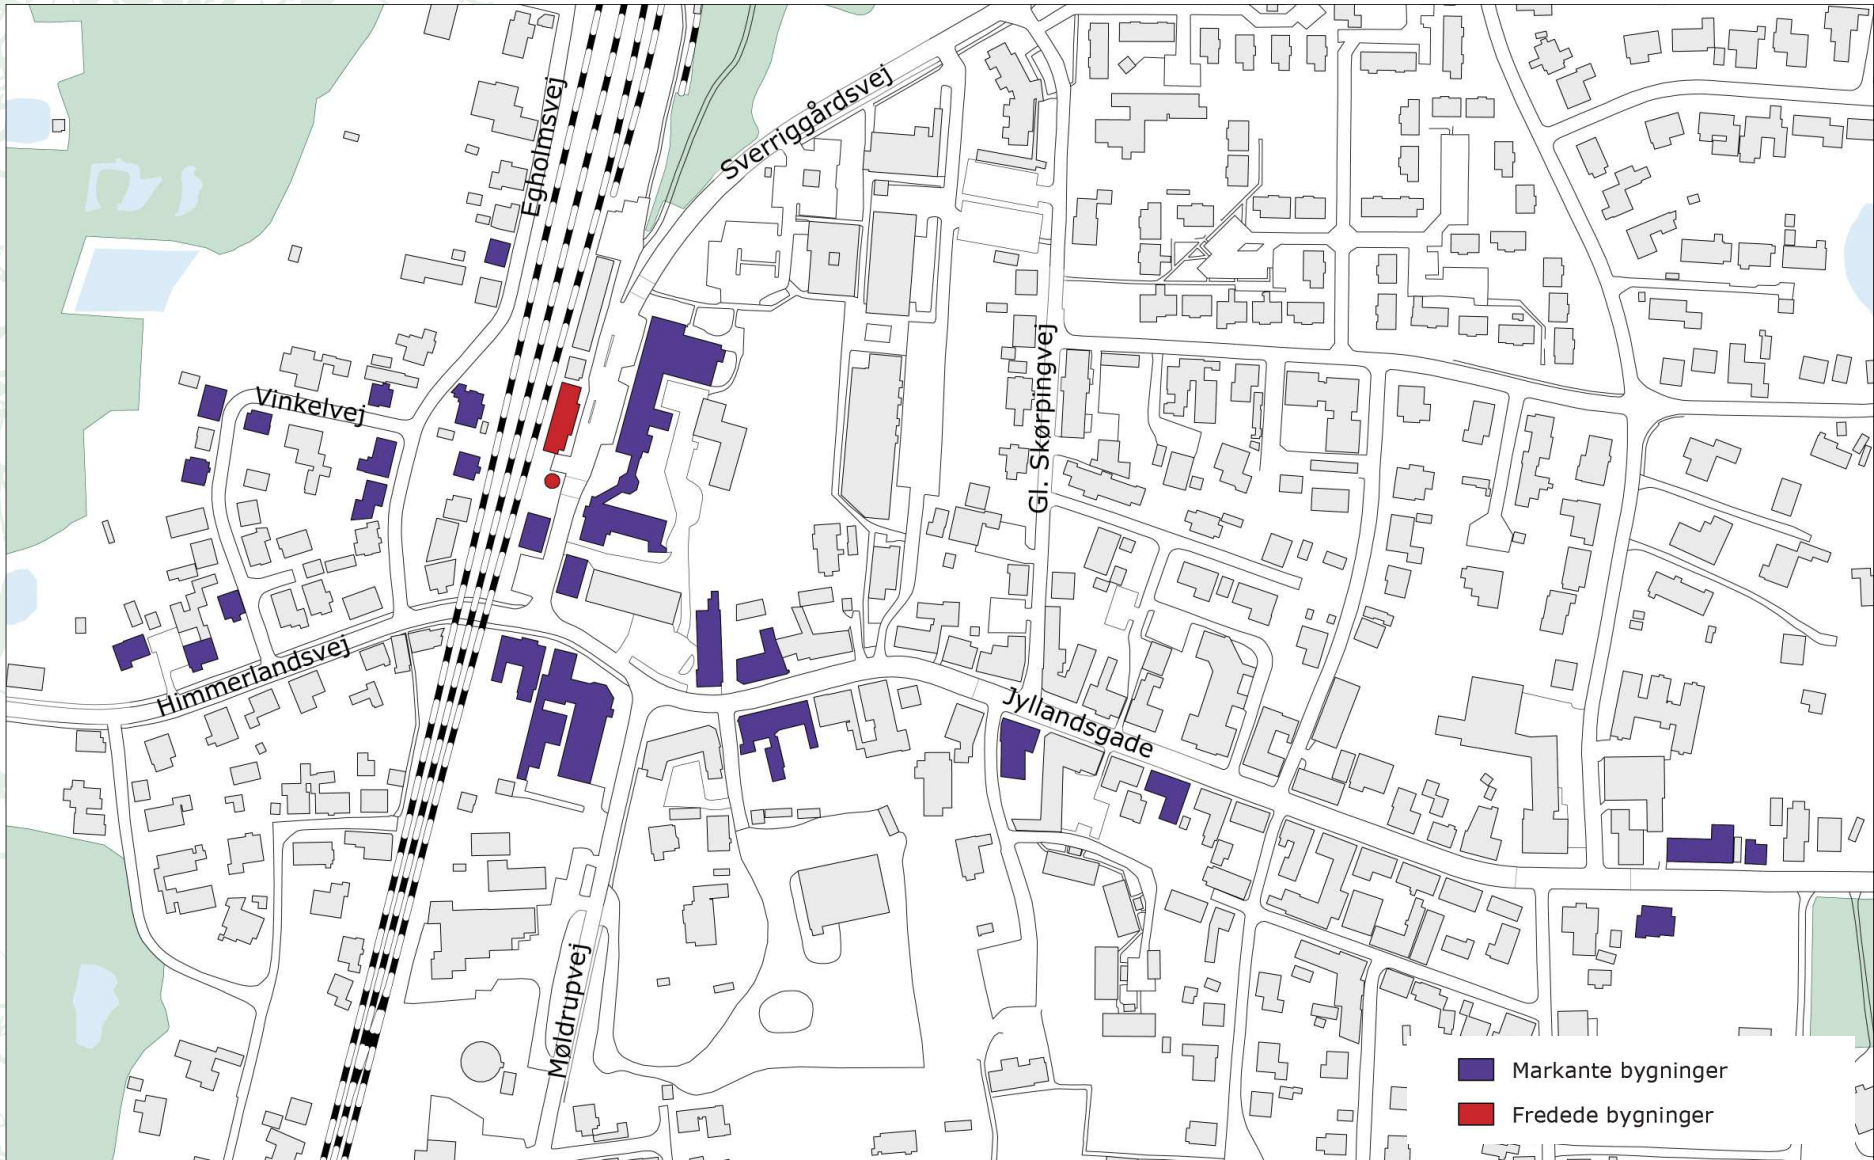 Egholmsvej
Sverriggårdsvej
Vinkelvej
Gl. Skørpingvej
Himmerlandsvej
Jyllandsgade
Møldrupvej
Markante bygninger
Fredede bygninger